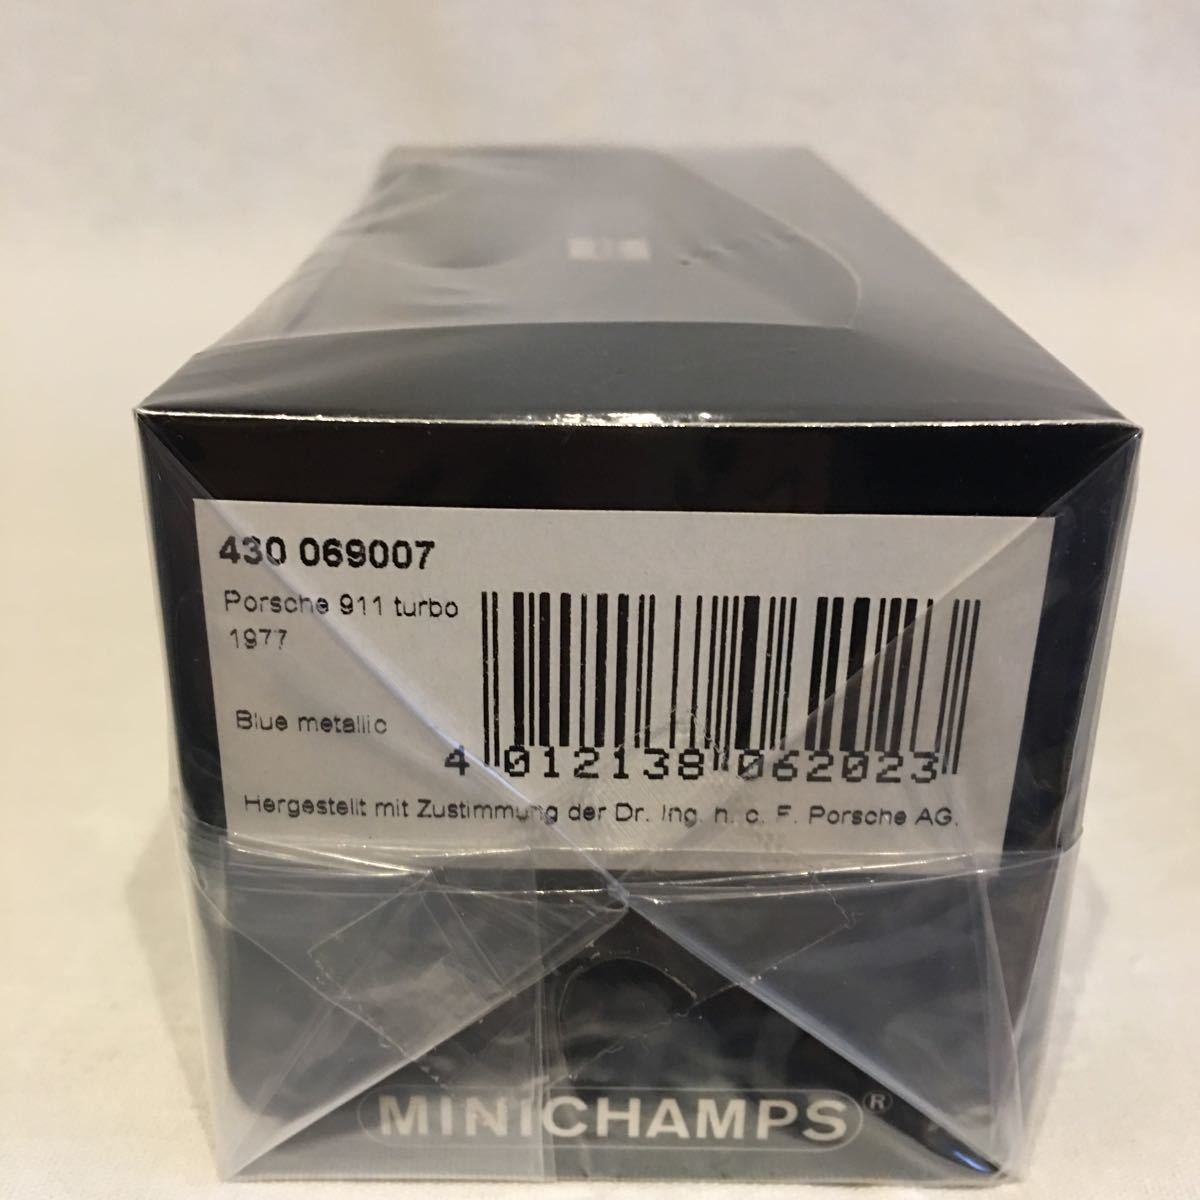 430 069007
Porsche 911 turbo
1977
Blue metallic
4 012138 062023
Hergestellt mit Zustimmung der Dr. Ing. h. c. F. Porsche AG.
MINICHAMPS®